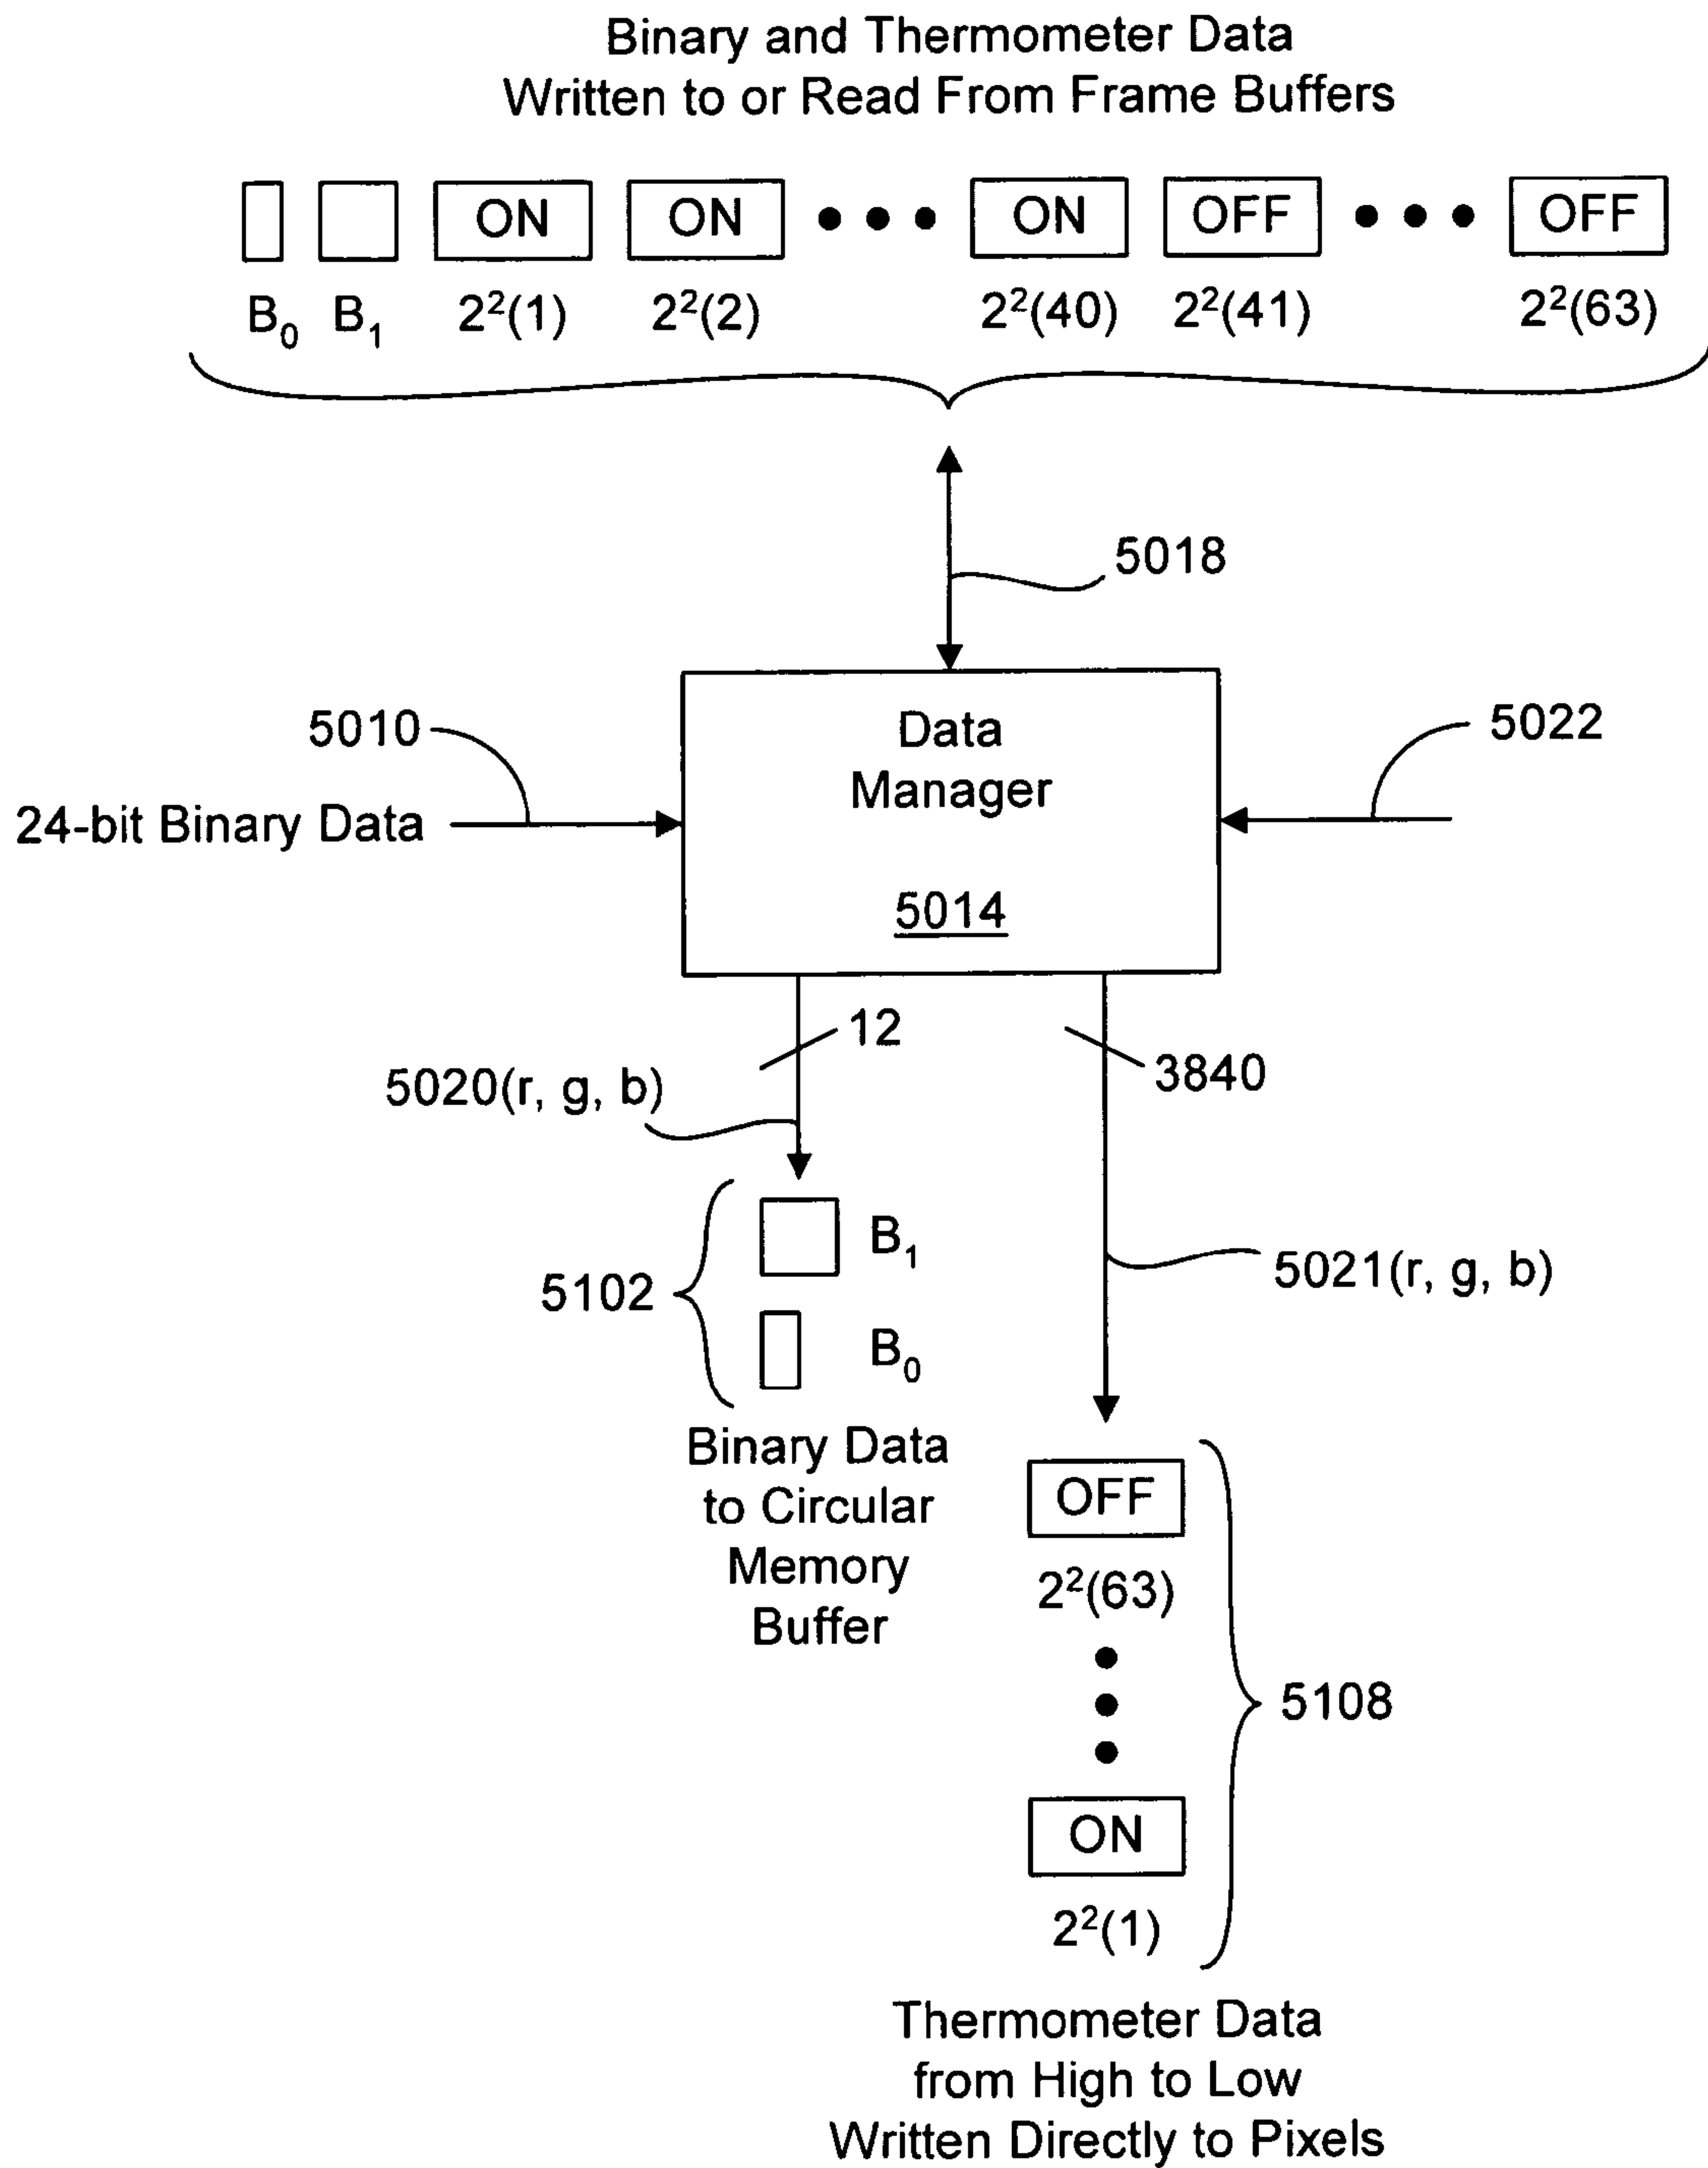 Binary and Thermometer Data
Written to or Read From Frame Buffers
ON ON ON OFF OFF
B₀ B₁ 2²(1) 2²(2) 2²(40) 2²(41) 2²(63)
5018
5010
5022
Data
Manager
24-bit Binary Data
5014
12
3840
5020(r, g, b)
B₁
5021(r, g, b)
5102
B₀
Binary Data
to Circular
Memory
Buffer
OFF
2²(63)
5108
ON
2²(1)
Thermometer Data
from High to Low
Written Directly to Pixels